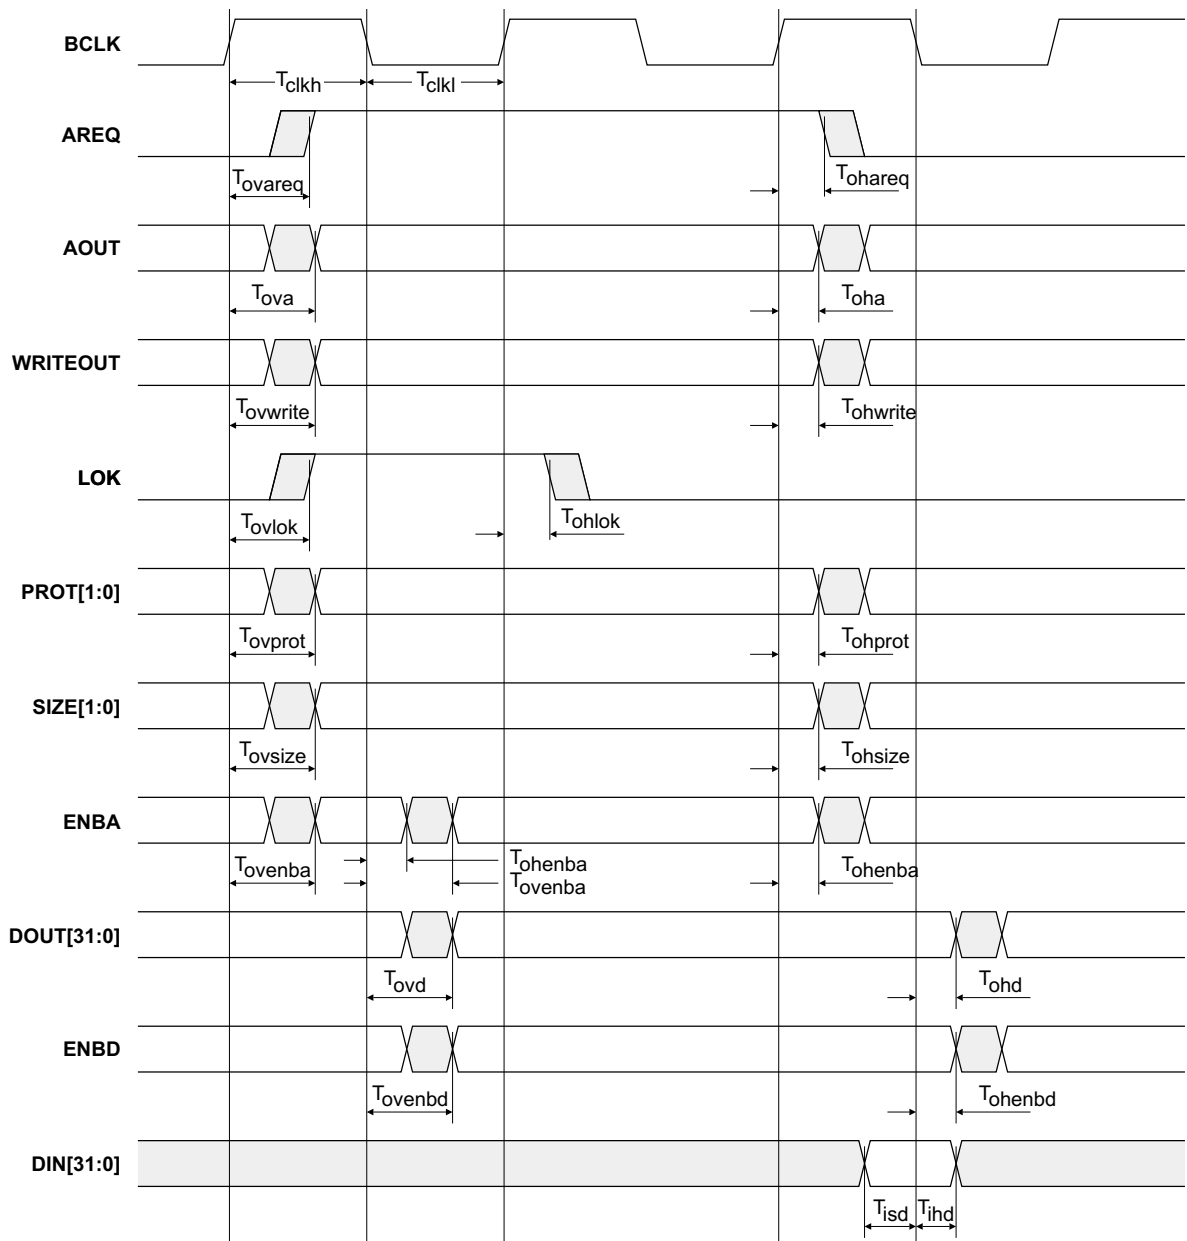 BCLK
Tclkh Tclkl
AREQ
Tovareq Tohareq
AOUT
Tova Toha
WRITEOUT
Tovwrite Tohwrite
LOK
Tovlok Tohlok
PROT[1:0]
Tovprot Tohprot
SIZE[1:0]
Tovsize Tohsize
ENBA
Tovenba Tohenba Tohenba
Tovenba
DOUT[31:0]
Tovd Tohd
ENBD
Tovenbd Tohenbd
DIN[31:0]
Tisd Tihd